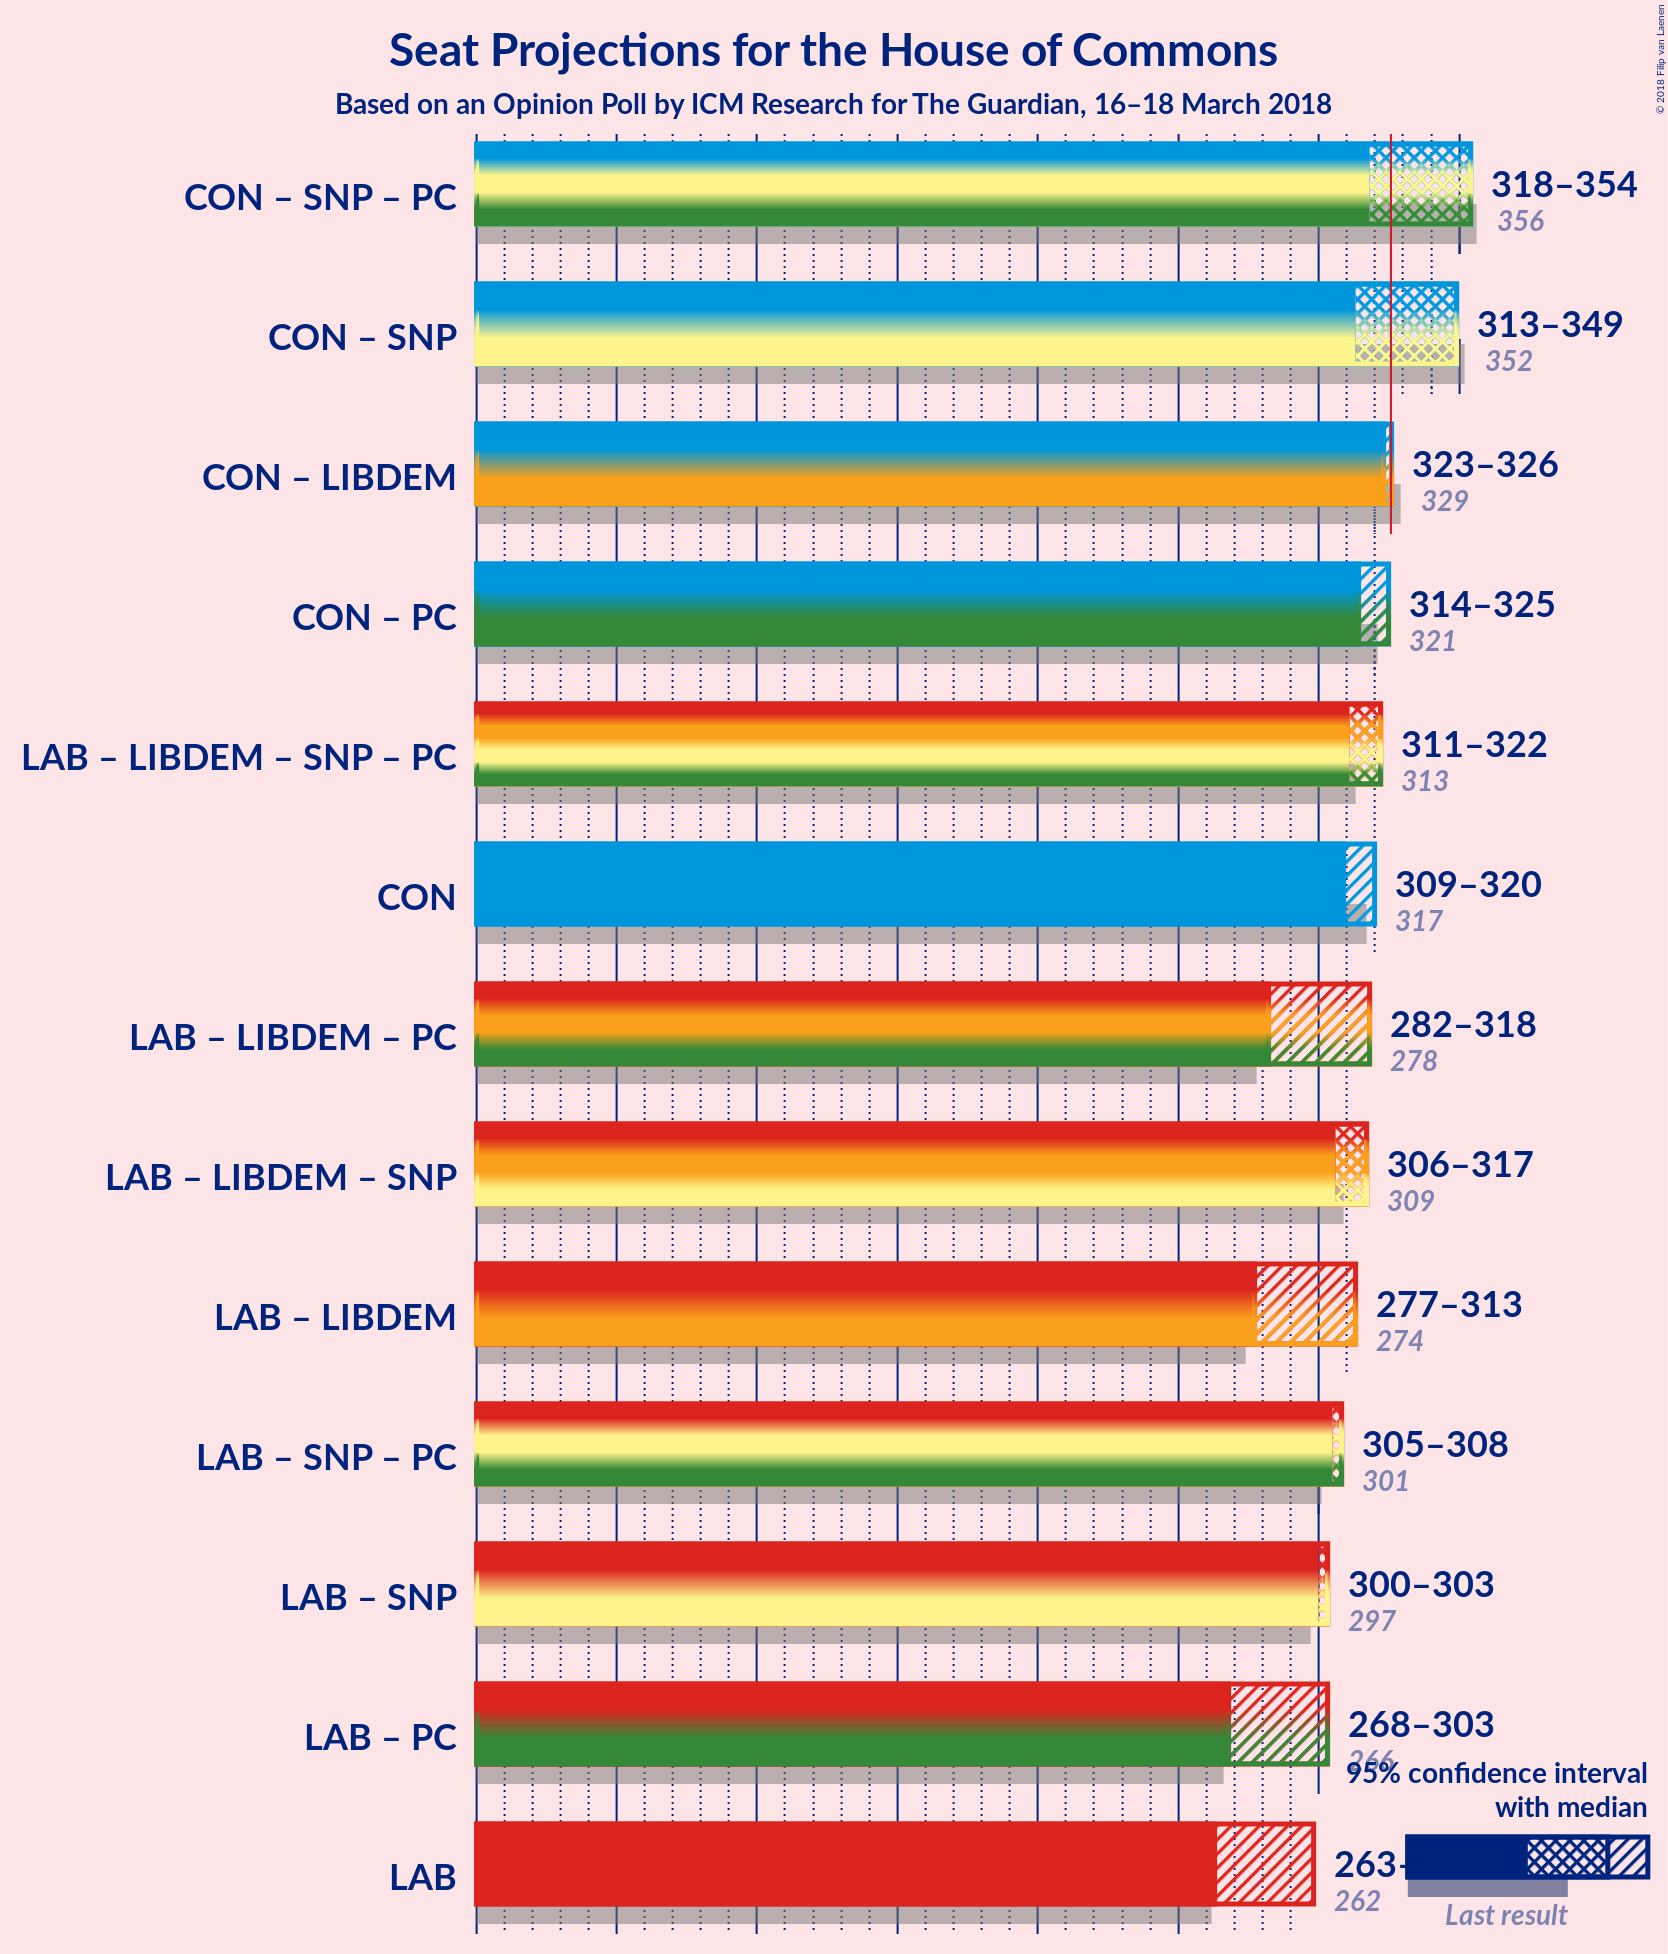 © 2018 Filip van Laenen
Seat Projections for the House of Commons
Based on an Opinion Poll by ICM Research for The Guardian, 16–18 March 2018
CON – SNP – PC
318–354
356
CON – SNP
313–349
352
CON – LIBDEM
323–326
329
CON – PC
314–325
321
LAB – LIBDEM – SNP – PC
311–322
313
CON
309–320
317
LAB – LIBDEM – PC
282–318
278
LAB – LIBDEM – SNP
306–317
309
LAB – LIBDEM
277–313
274
LAB – SNP – PC
305–308
301
LAB – SNP
300–303
297
LAB – PC
268–303
266
95% confidence interval
with median
LAB
263–
262
Last result